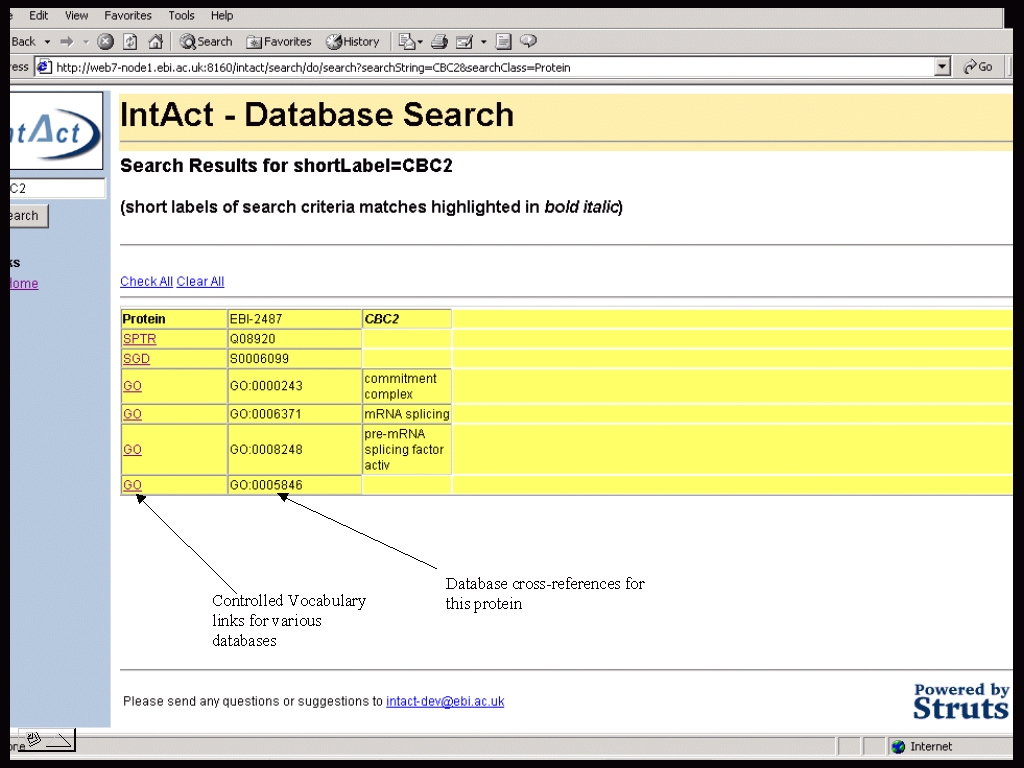 Edit View Favorites Tools Help
Back Search Favorites History
ess http://web7-node1.ebi.ac.uk:8160/intact/search/do/search?searchString=CBC2&searchClass=Protein Go
ntAct
IntAct - Database Search
Search Results for shortLabel=CBC2
C2
(short labels of search criteria matches highlighted in bold italic)
earch
ks
Home
Check All Clear All
Protein EBI-2487 CBC2
SPTR Q08920
SGD S0006099
GO GO:0000243 commitment
complex
GO GO:0006371 mRNA splicing
GO GO:0008248 pre-mRNA
splicing factor
activ
GO GO:0005846
Database cross-references for
this protein
Controlled Vocabulary
links for various
databases
Please send any questions or suggestions to intact-dev@ebi.ac.uk
Powered by
Struts
one
Internet